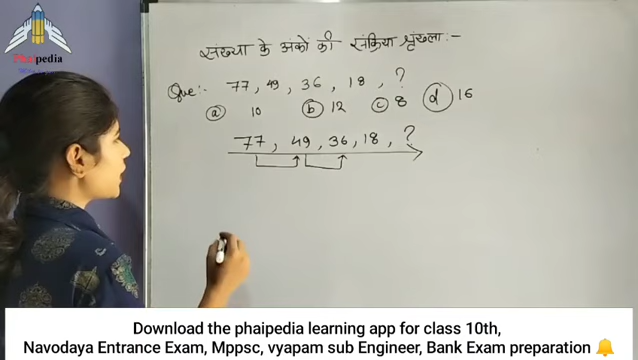 Phaipedia
संख्या के अंकों की संक्रिया श्रृंखला:-
Que:- 77, 49, 36, 18, ?
(a) 10 (b) 12 (c) 8 (d) 16
77, 49, 36, 18, ?
Download the phaipedia learning app for class 10th,
Navodaya Entrance Exam, Mppsc, vyapam sub Engineer, Bank Exam preparation 🔔